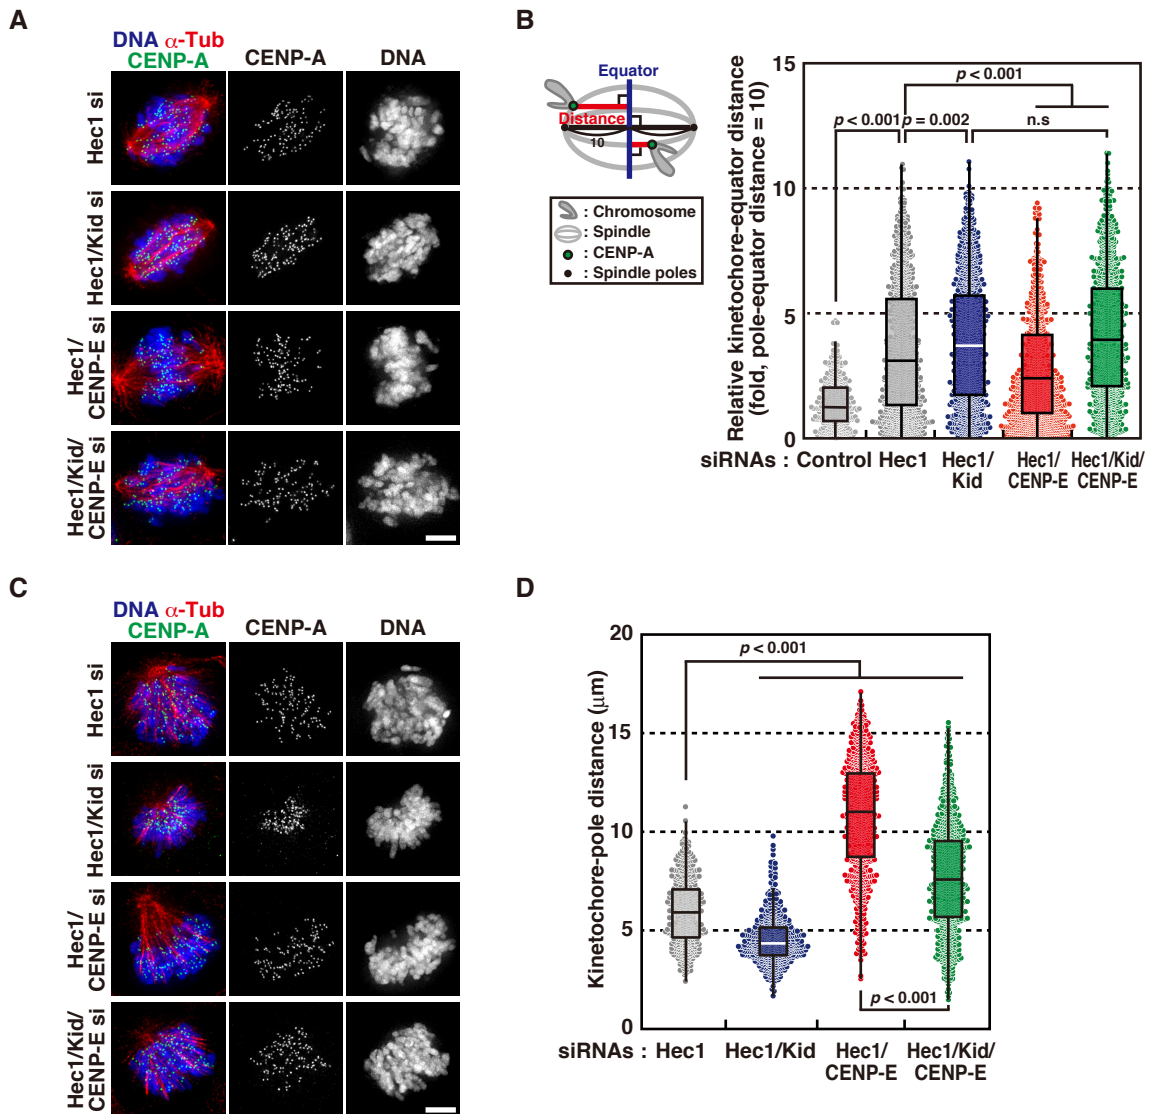 A
DNA α-Tub
CENP-A
CENP-A
DNA
Hec1 si
Hec1/Kid si
Hec1/
CENP-E si
Hec1/Kid/
CENP-E si
B
Equator
Distance
10
: Chromosome
: Spindle
: CENP-A
: Spindle poles
Relative kinetochore-equator distance
(fold, pole-equator distance = 10)
15
10
5
0
p < 0.001
p < 0.001
p = 0.002
n.s
siRNAs : Control Hec1 Hec1/ Hec1/ Hec1/Kid/
Kid CENP-E CENP-E
C
DNA α-Tub
CENP-A
CENP-A
DNA
Hec1 si
Hec1/Kid si
Hec1/
CENP-E si
Hec1/Kid/
CENP-E si
D
Kinetochore-pole distance (μm)
20
15
10
5
0
p < 0.001
p < 0.001
siRNAs : Hec1 Hec1/Kid Hec1/ Hec1/Kid/
CENP-E CENP-E